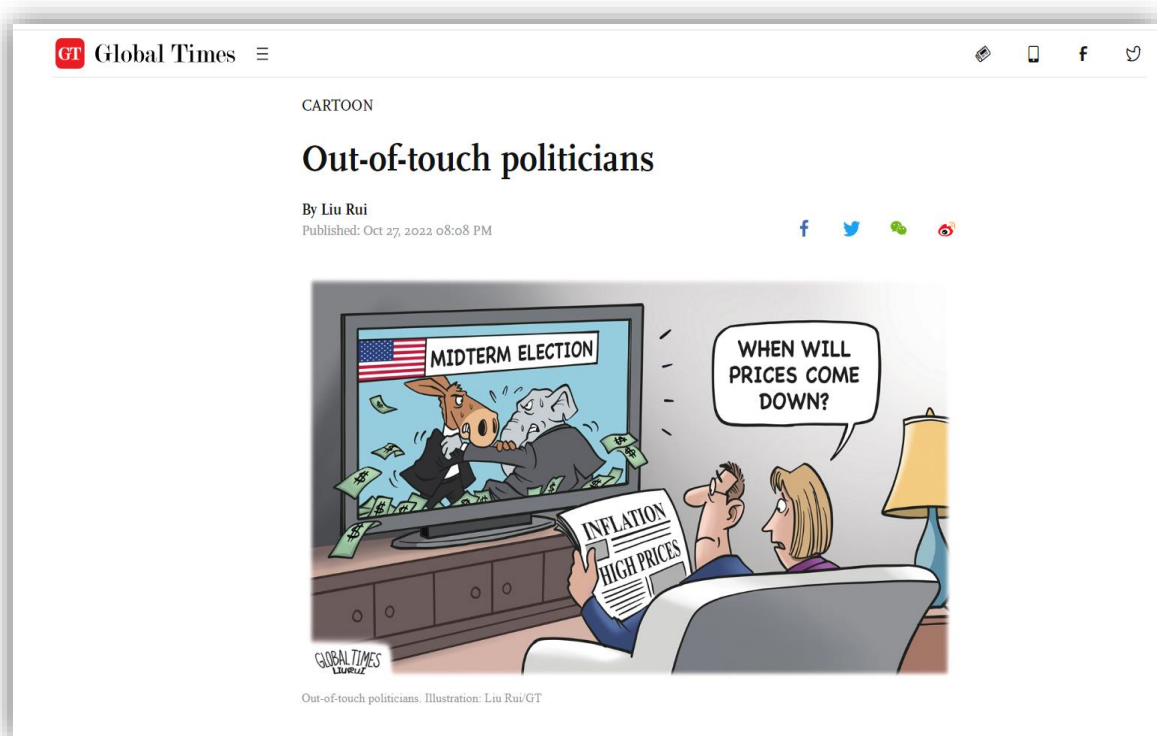 GT Global Times
CARTOON
Out-of-touch politicians
By Liu Rui
Published: Oct 27, 2022 08:08 PM
MIDTERM ELECTION
WHEN WILL
PRICES COME
DOWN?
INFLATION
HIGH PRICES
GLOBAL TIMES
LIURUI
Out-of-touch politicians. Illustration: Liu Rui/GT